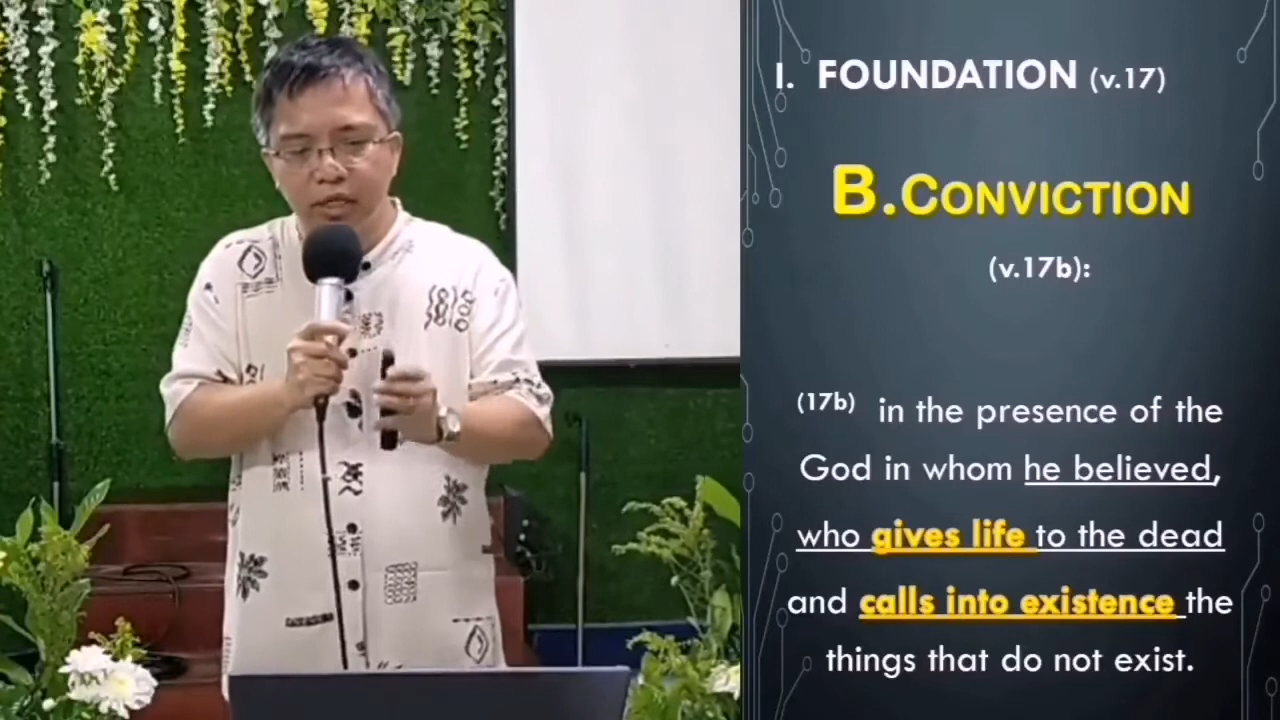 I. FOUNDATION (v.17)
B.CONVICTION
(v.17b):
(17b) in the presence of the
God in whom he believed,
who gives life to the dead
and calls into existence the
things that do not exist.